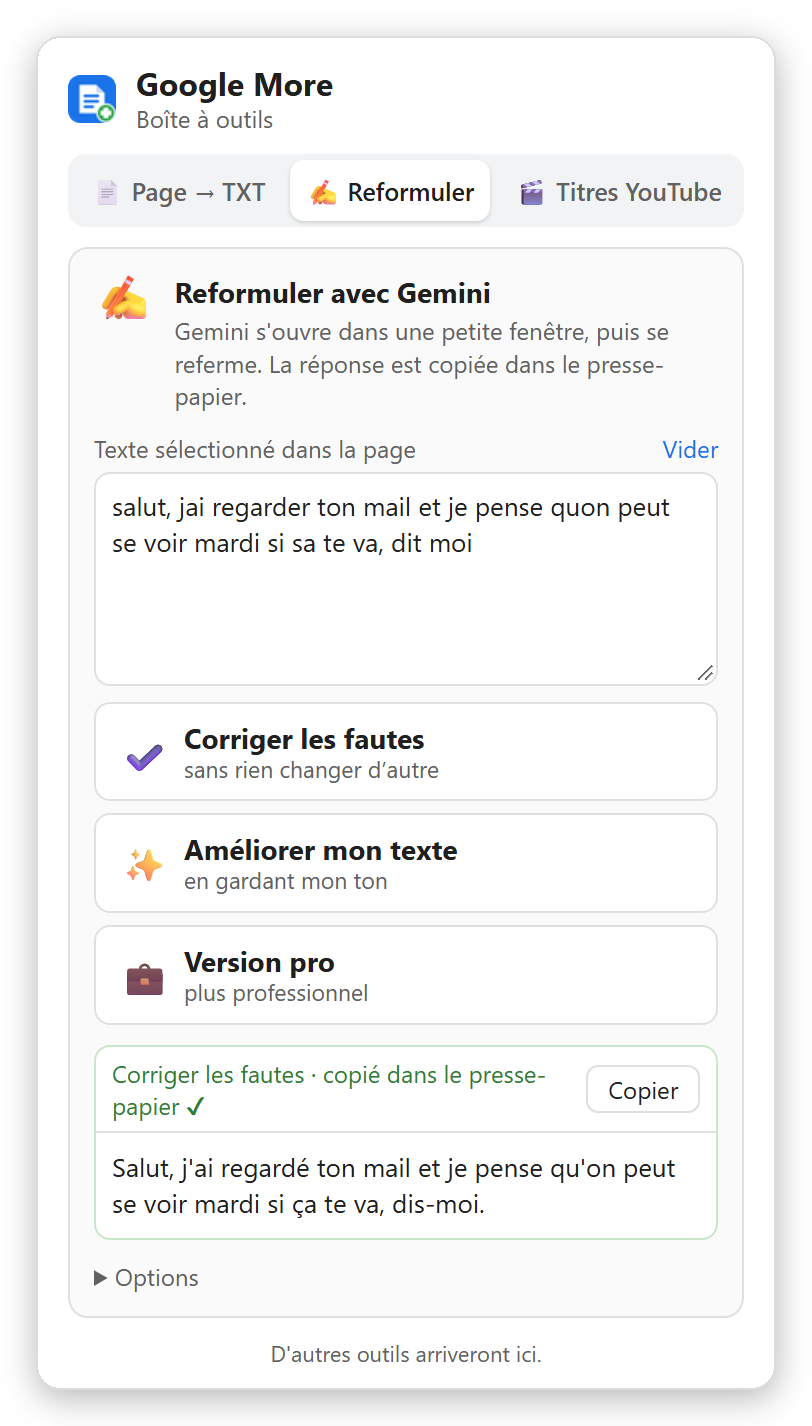 Google More
Boîte à outils
Page → TXT
Reformuler
Titres YouTube
Reformuler avec Gemini
Gemini s'ouvre dans une petite fenêtre, puis se
referme. La réponse est copiée dans le presse-
papier.
Texte sélectionné dans la page
Vider
salut, jai regarder ton mail et je pense quon peut
se voir mardi si sa te va, dit moi
Corriger les fautes
sans rien changer d’autre
Améliorer mon texte
en gardant mon ton
Version pro
plus professionnel
Corriger les fautes · copié dans le presse-
papier ✓
Copier
Salut, j'ai regardé ton mail et je pense qu'on peut
se voir mardi si ça te va, dis-moi.
Options
D'autres outils arriveront ici.